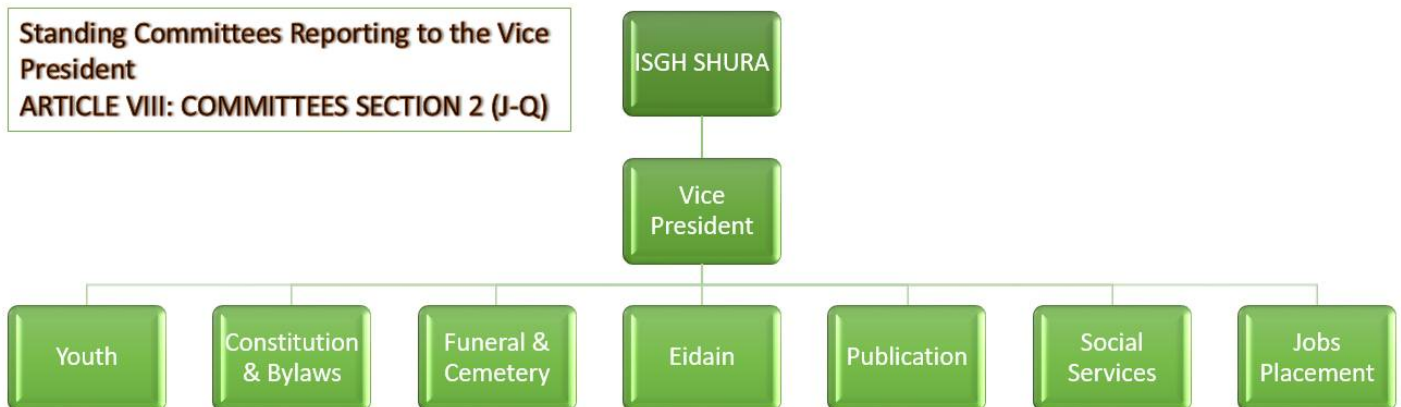 Standing Committees Reporting to the Vice
President
ARTICLE VIII: COMMITTEES SECTION 2 (J-Q)
ISGH SHURA
Vice
President
Youth
Constitution
& Bylaws
Funeral &
Cemetery
Eidain
Publication
Social
Services
Jobs
Placement